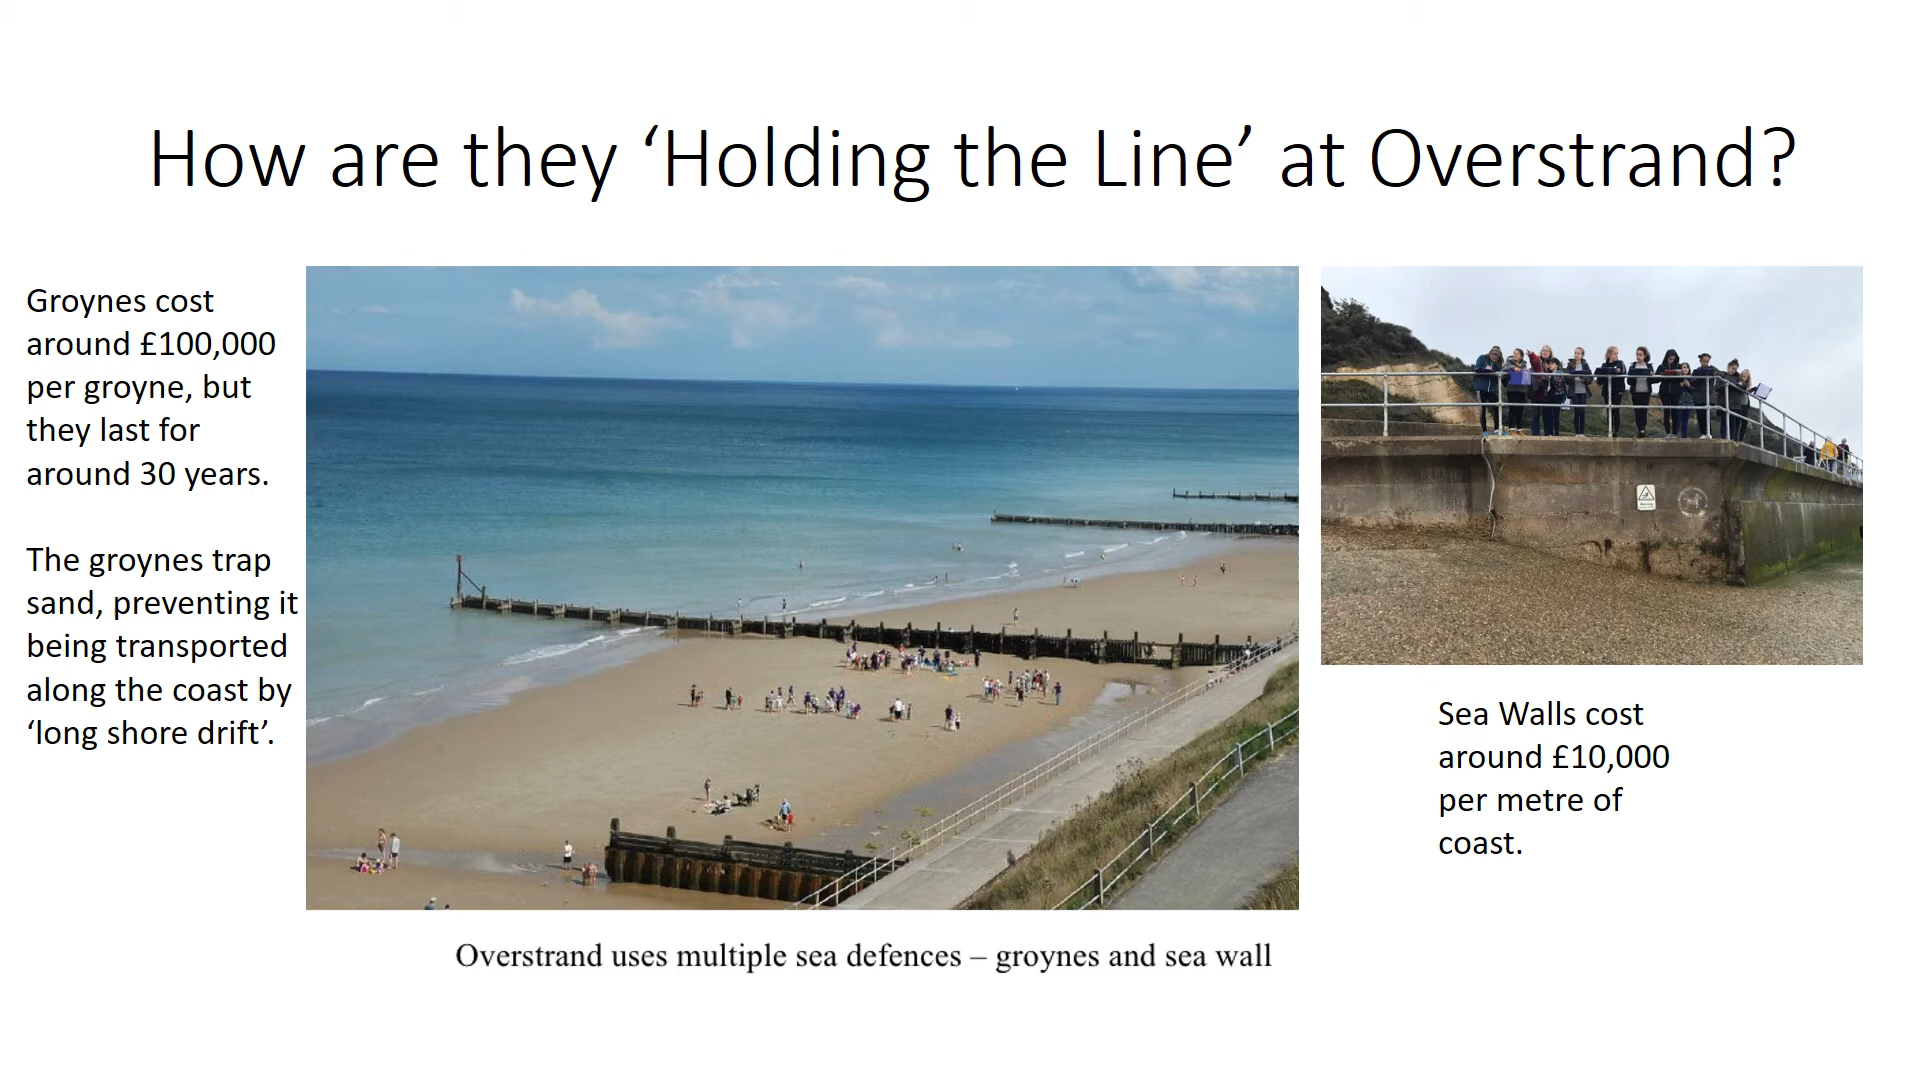 How are they ‘Holding the Line’ at Overstrand?
Groynes cost
around £100,000
per groyne, but
they last for
around 30 years.
The groynes trap
sand, preventing it
being transported
along the coast by
‘long shore drift’.
Sea Walls cost
around £10,000
per metre of
coast.
Overstrand uses multiple sea defences – groynes and sea wall